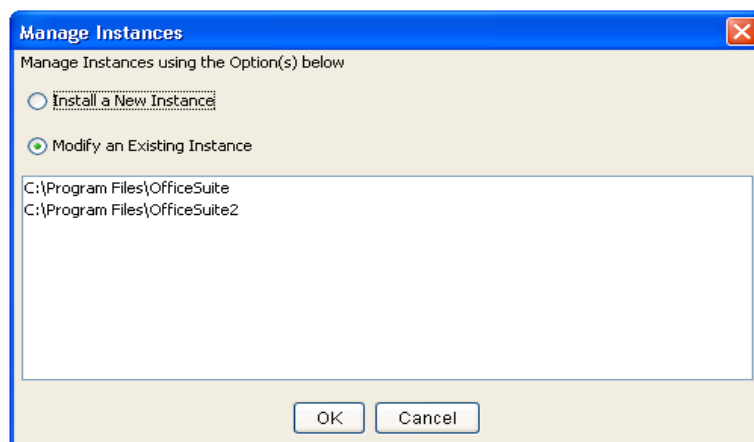 Manage Instances
Manage Instances using the Option(s) below
Install a New Instance
Modify an Existing Instance
C:\Program Files\OfficeSuite
C:\Program Files\OfficeSuite2
OK
Cancel